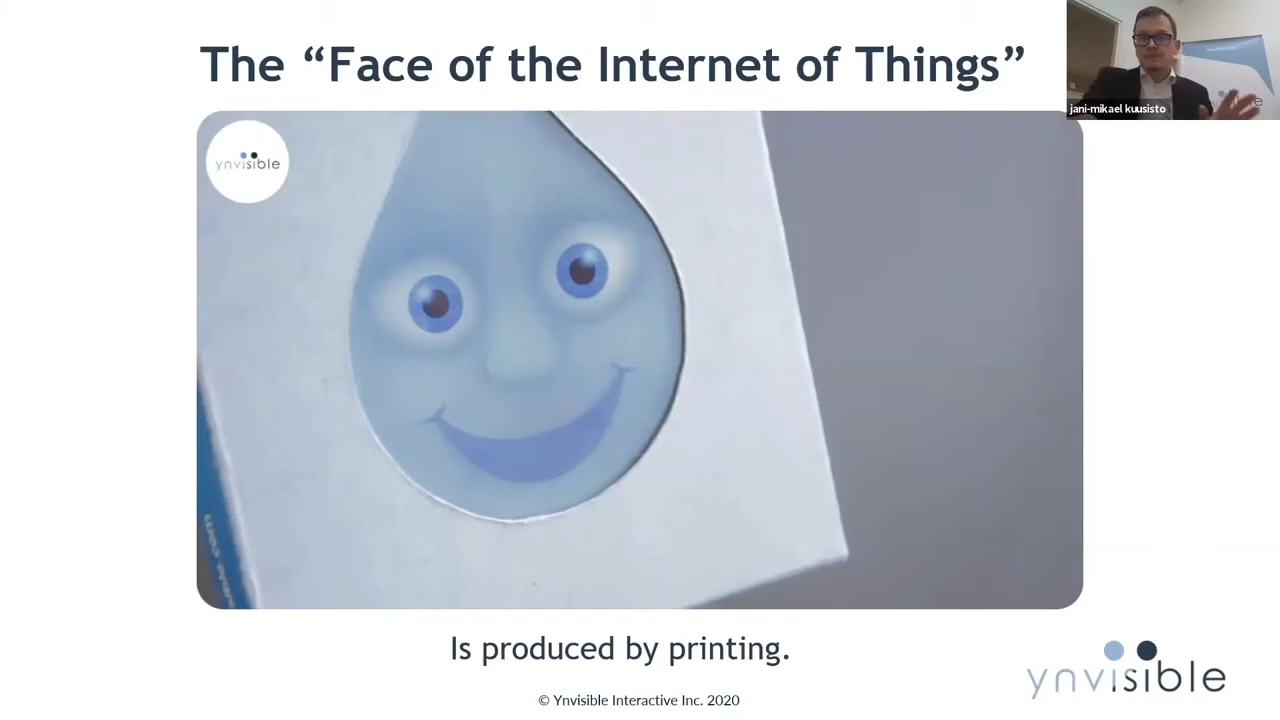 The “Face of the Internet of Things”
jani-mikael kuusisto
ynvisible
Is produced by printing.
ynvisible
© Ynvisible Interactive Inc. 2020